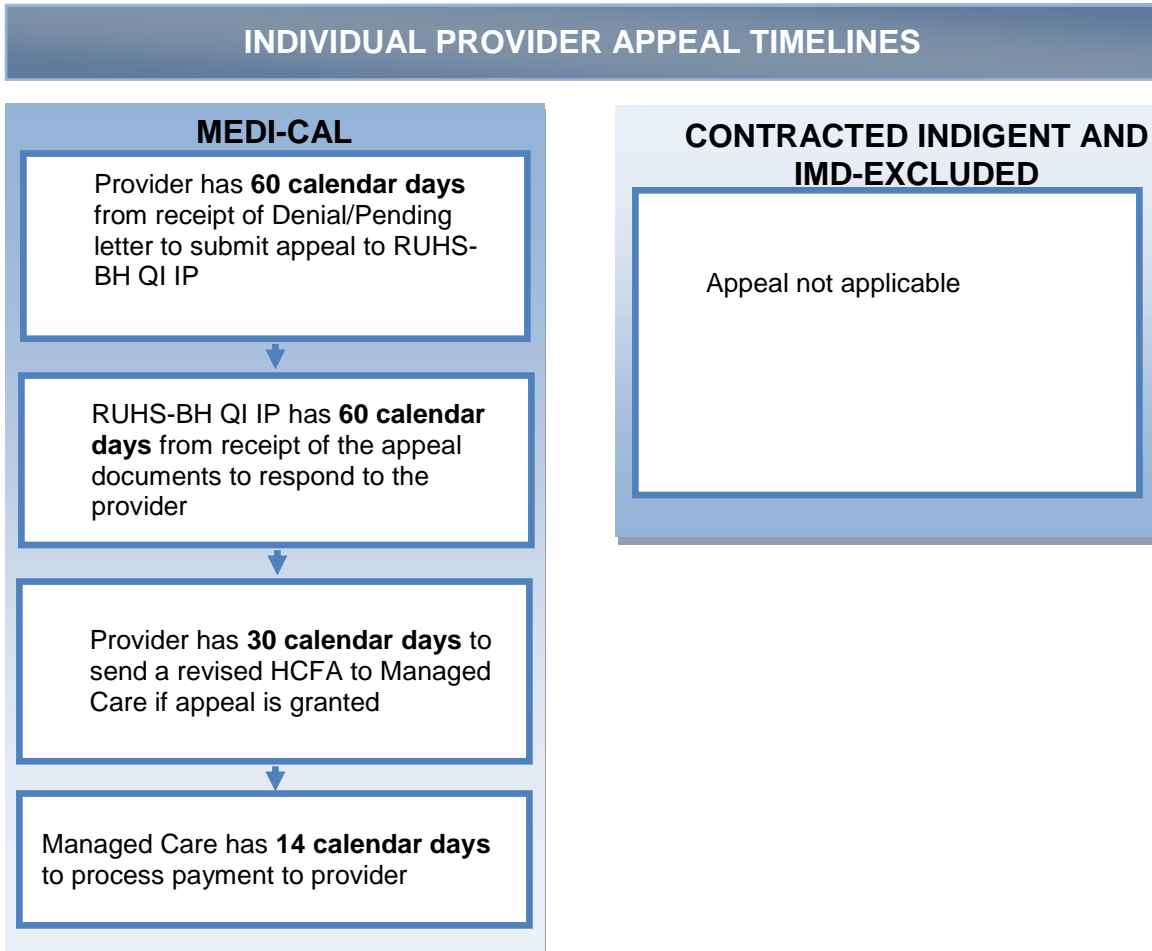 INDIVIDUAL PROVIDER APPEAL TIMELINES
MEDI-CAL
Provider has 60 calendar days
from receipt of Denial/Pending
letter to submit appeal to RUHS-
BH QI IP
RUHS-BH QI IP has 60 calendar
days from receipt of the appeal
documents to respond to the
provider
Provider has 30 calendar days to
send a revised HCFA to Managed
Care if appeal is granted
Managed Care has 14 calendar days
to process payment to provider
CONTRACTED INDIGENT AND
IMD-EXCLUDED
Appeal not applicable